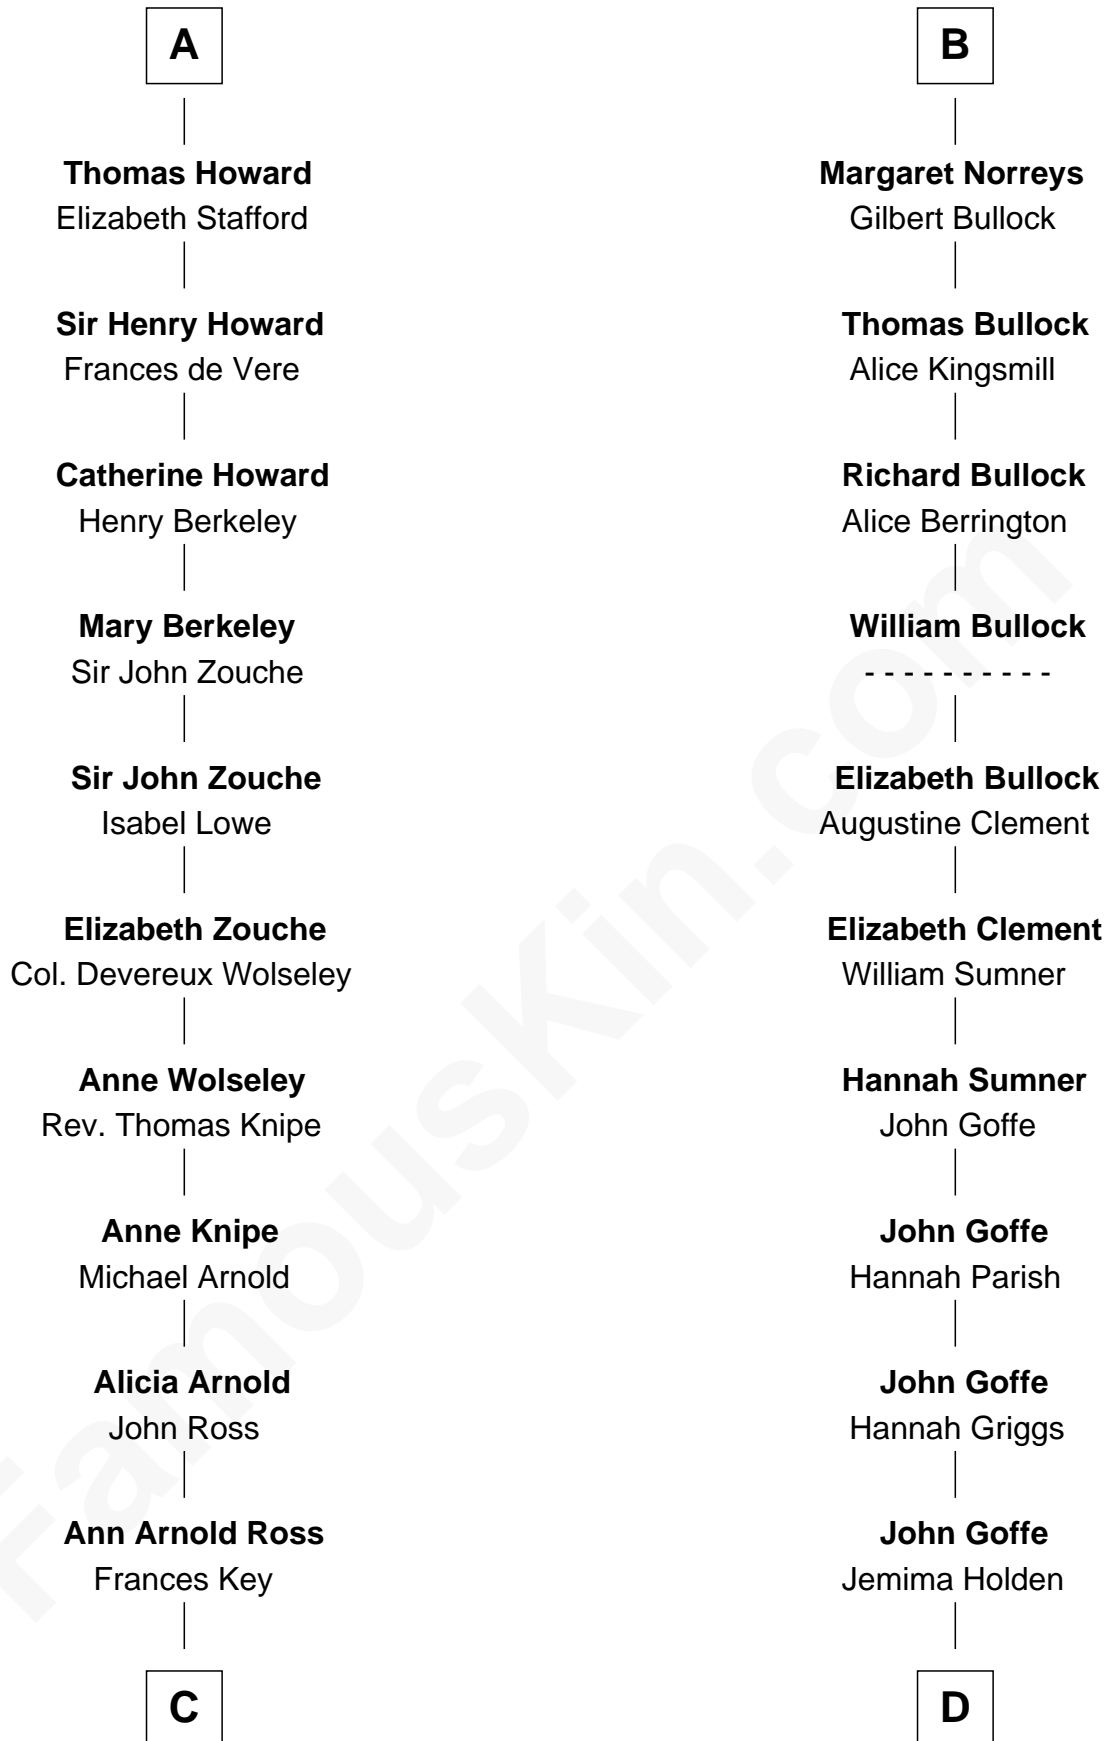 A
Thomas Howard
Elizabeth Stafford
Sir Henry Howard
Frances de Vere
Catherine Howard
Henry Berkeley
Mary Berkeley
Sir John Zouche
Sir John Zouche
Isabel Lowe
Elizabeth Zouche
Col. Devereux Wolseley
Anne Wolseley
Rev. Thomas Knipe
Anne Knipe
Michael Arnold
Alicia Arnold
John Ross
Ann Arnold Ross
Frances Key
C
B
Margaret Norreys
Gilbert Bullock
Thomas Bullock
Alice Kingsmill
Richard Bullock
Alice Berrington
William Bullock
- - - - - - - - - -
Elizabeth Bullock
Augustine Clement
Elizabeth Clement
William Sumner
Hannah Sumner
John Goffe
John Goffe
Hannah Parish
John Goffe
Hannah Griggs
John Goffe
Jemima Holden
D
FamousKin.com